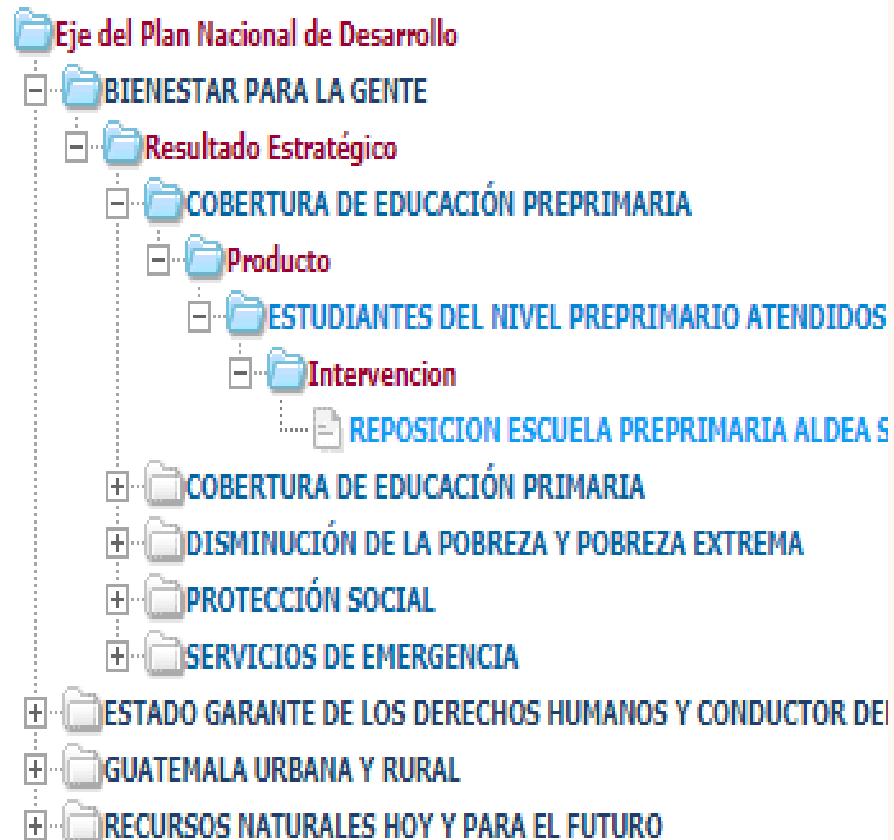 Eje del Plan Nacional de Desarrollo
BIENESTAR PARA LA GENTE
Resultado Estratégico
COBERTURA DE EDUCACIÓN PREPRIMARIA
Producto
ESTUDIANTES DEL NIVEL PREPRIMARIO ATENDIDOS
Intervencion
REPOSICION ESCUELA PREPRIMARIA ALDEA S
COBERTURA DE EDUCACIÓN PRIMARIA
DISMINUCIÓN DE LA POBREZA Y POBREZA EXTREMA
PROTECCIÓN SOCIAL
SERVICIOS DE EMERGENCIA
ESTADO GARANTE DE LOS DERECHOS HUMANOS Y CONDUCTOR DE
GUATEMALA URBANA Y RURAL
RECURSOS NATURALES HOY Y PARA EL FUTURO